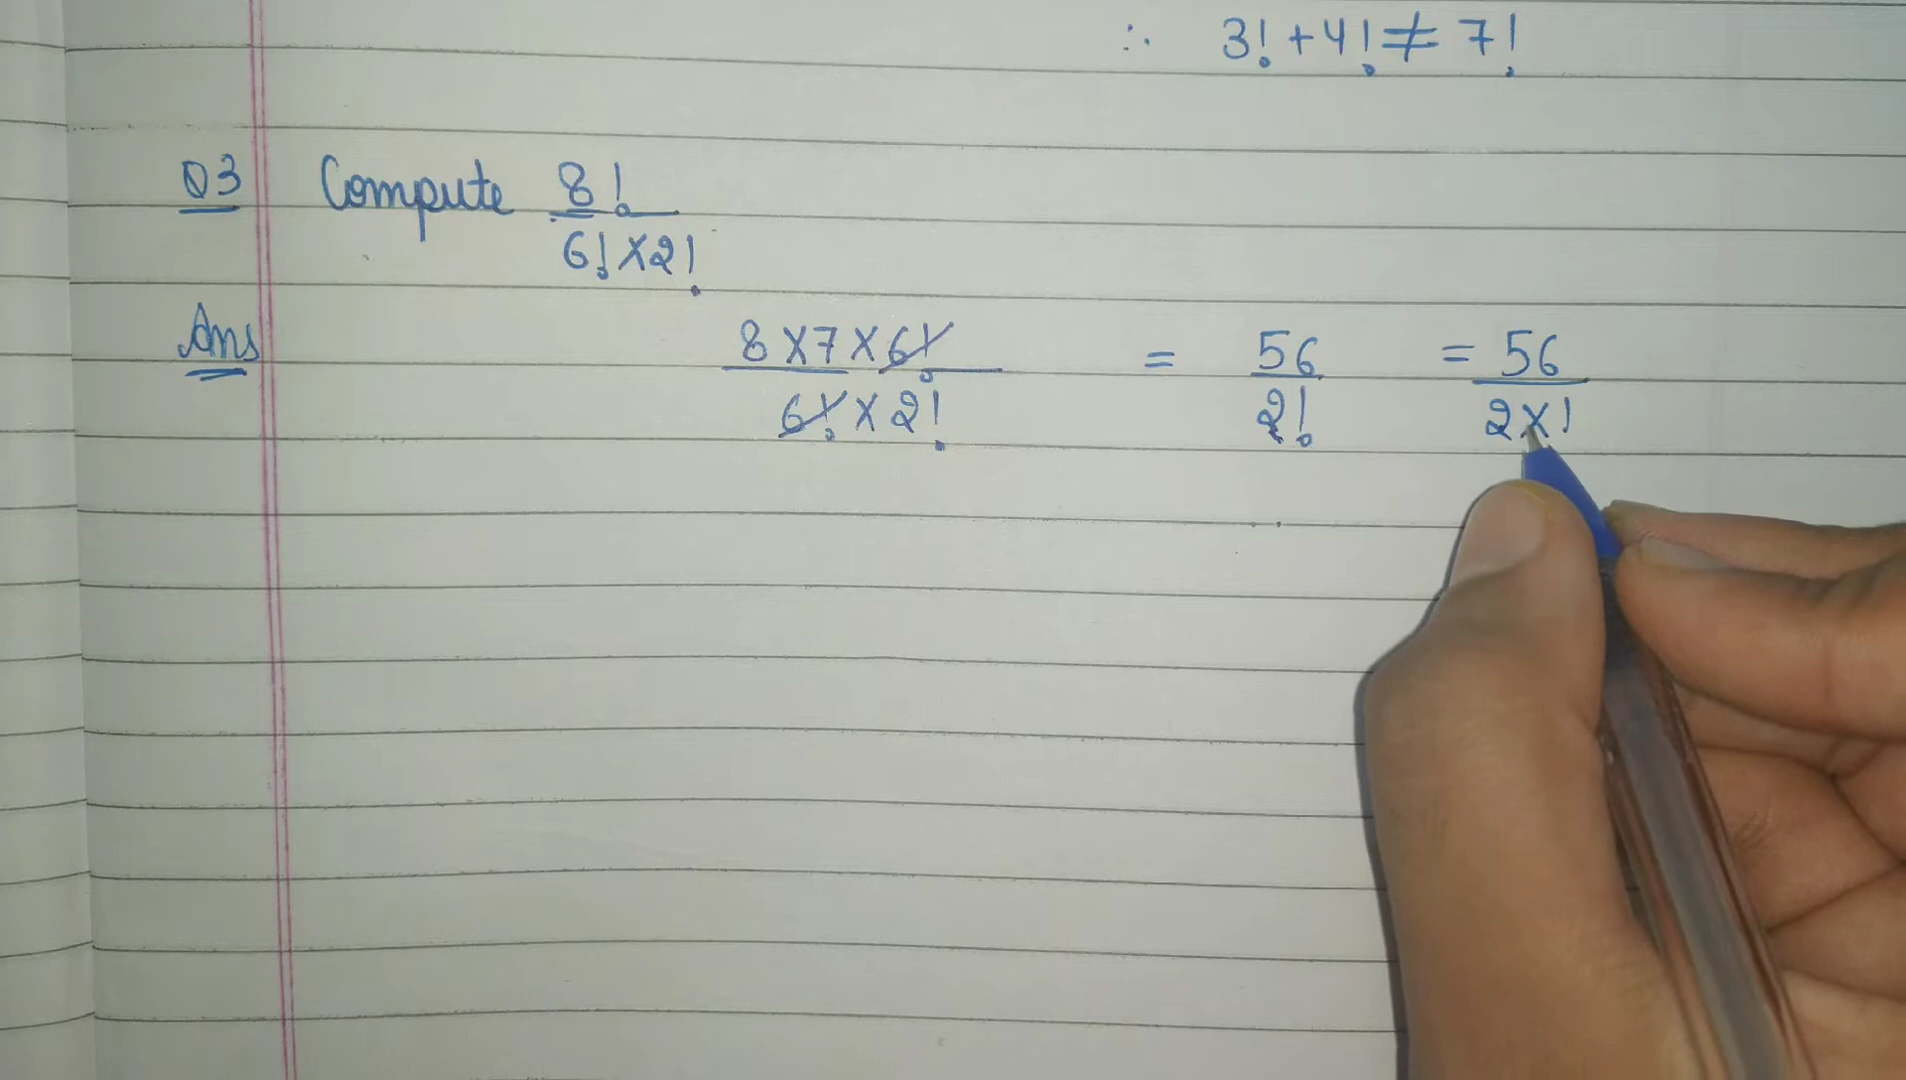 ∴ 3! + 4! ≠ 7!
Q3 Compute 8!
6! × 2!
Ans 8 × 7 × 6! = 56 = 56
6! × 2! 2! 2 × 1